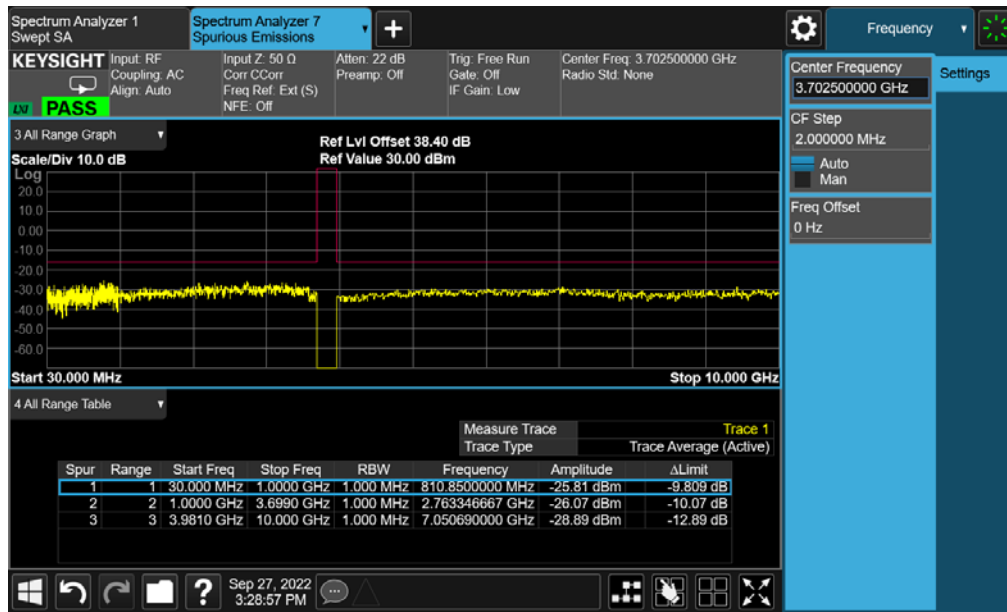 Spectrum Analyzer 1
Swept SA
Spectrum Analyzer 7
Spurious Emissions
+
Frequency
KEYSIGHT
Input: RF
Coupling: AC
Align: Auto
Input Z: 50 Ω
Corr CCorr
Freq Ref: Ext (S)
NFE: Off
Atten: 22 dB
Preamp: Off
Trig: Free Run
Gate: Off
IF Gain: Low
Center Freq: 3.702500000 GHz
Radio Std: None
LXI
PASS
Center Frequency
3.702500000 GHz
Settings
CF Step
2.000000 MHz
Auto
Man
Freq Offset
0 Hz
3 All Range Graph
Ref Lvl Offset 38.40 dB
Scale/Div 10.0 dB
Ref Value 30.00 dBm
Log
20.0
10.0
0.00
-10.0
-20.0
-30.0
-40.0
-50.0
-60.0
Start 30.000 MHz
Stop 10.000 GHz
4 All Range Table
Measure Trace Trace 1
Trace Type Trace Average (Active)
Spur Range Start Freq Stop Freq RBW Frequency Amplitude ΔLimit
1 1 30.000 MHz 1.0000 GHz 1.000 MHz 810.8500000 MHz -25.81 dBm -9.809 dB
2 2 1.0000 GHz 3.6990 GHz 1.000 MHz 2.763346667 GHz -26.07 dBm -10.07 dB
3 3 3.9810 GHz 10.000 GHz 1.000 MHz 7.050690000 GHz -28.89 dBm -12.89 dB
?
Sep 27, 2022
3:28:57 PM